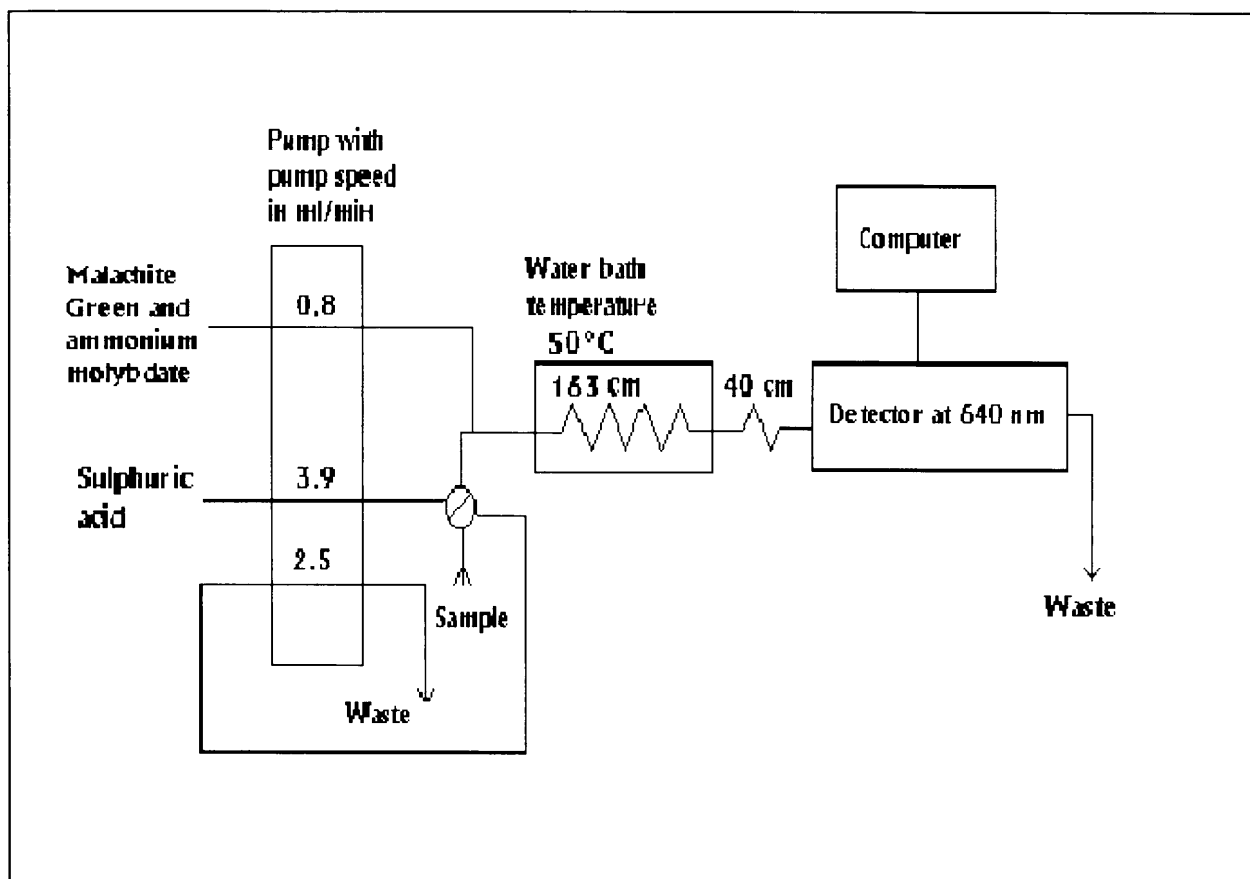 Pump with
pump speed
in ml/min
Malachite
Green and
ammonium
molybdate
0.8
Sulphuric
acid
3.9
2.5
Sample
Waste
Water bath
temperature
50°C
163 cm
40 cm
Computer
Detector at 640 nm
Waste